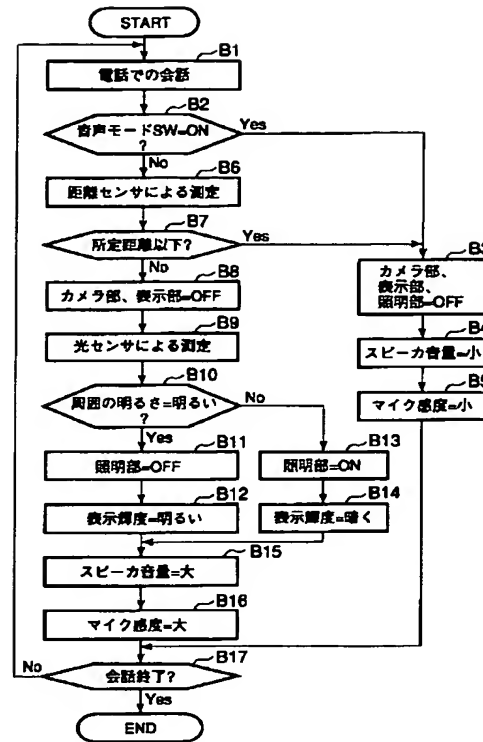 START
B1
電話での会話
B2
音声モードSW=ON
?
Yes
No
B6
距離センサによる測定
B7
所定距離以下?
Yes
No
B3
カメラ部、
表示部、
照明部=OFF
B8
カメラ部、表示部=OFF
B4
スピーカ音量=小
B9
光センサによる測定
B5
マイク感度=小
B10
周囲の明るさ=明るい
?
No
Yes
B11
照明部=OFF
B13
照明部=ON
B12
表示輝度=明るい
B14
表示輝度=暗く
B15
スピーカ音量=大
B16
マイク感度=大
B17
No
会話終了?
Yes
END